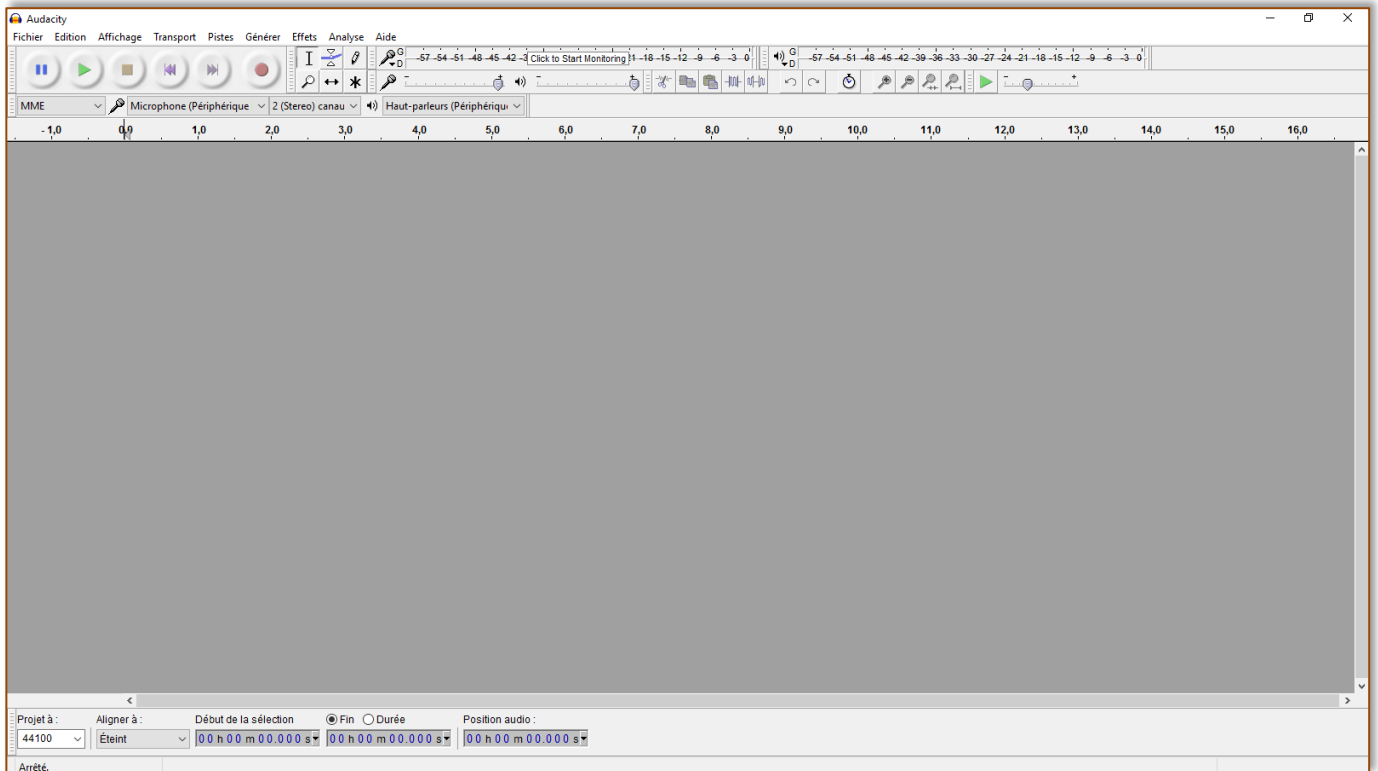 Audacity
Fichier Edition Affichage Transport Pistes Générer Effets Analyse Aide
G D -57 -54 -51 -48 -45 -42 -3 Click to Start Monitoring 1 -18 -15 -12 -9 -6 -3 0 G D -57 -54 -51 -48 -45 -42 -39 -36 -33 -30 -27 -24 -21 -18 -15 -12 -9 -6 -3 0
- + - + - +
MME Microphone (Périphérique 2 (Stereo) canau Haut-parleurs (Périphériqu
- 1,0 0,0 1,0 2,0 3,0 4,0 5,0 6,0 7,0 8,0 9,0 10,0 11,0 12,0 13,0 14,0 15,0 16,0
Projet à : Aligner à : Début de la sélection Fin Durée Position audio :
44100 Éteint 00 h 00 m 00.000 s 00 h 00 m 00.000 s 00 h 00 m 00.000 s
Arrêté.